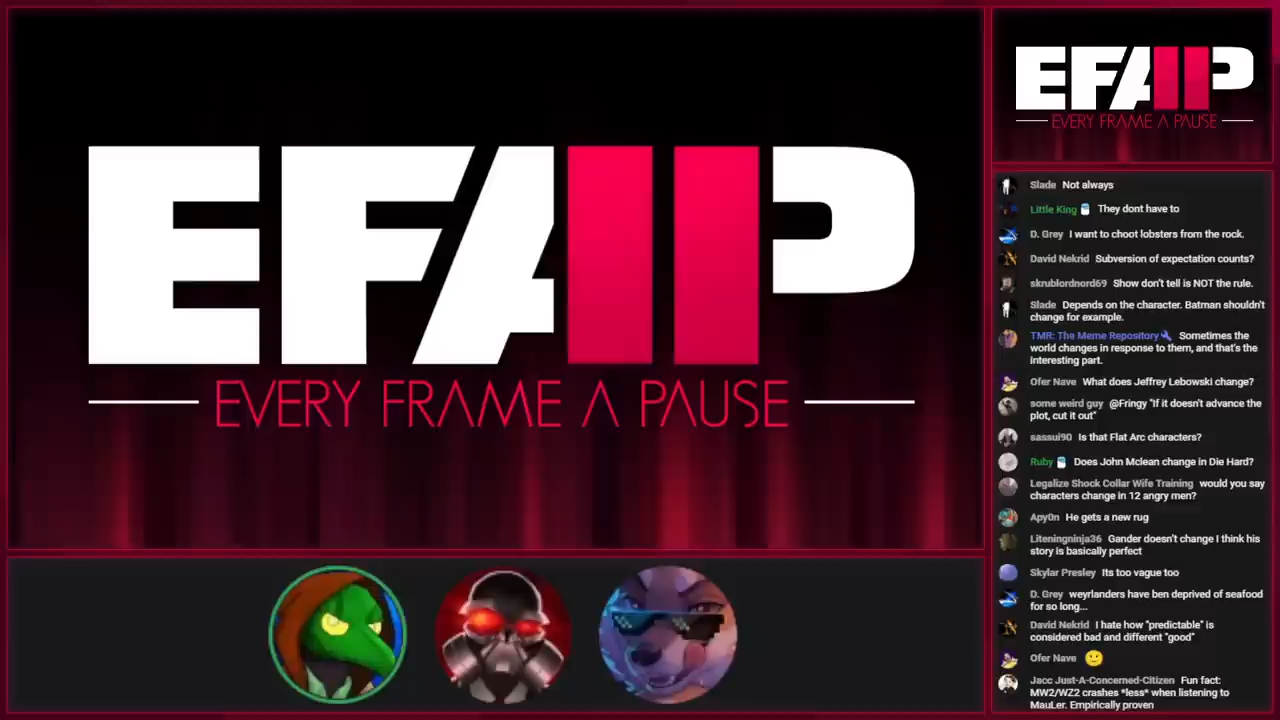 EFAP
EVERY FRAME A PAUSE
EFAP
EVERY FRAME A PAUSE
Slade Not always
Little King They dont have to
D. Grey I want to choot lobsters from the rock.
David Nekrid Subversion of expectation counts?
skrublordnord69 Show don't tell is NOT the rule.
Slade Depends on the character. Batman shouldn't
change for example.
TMR: The Meme Repository Sometimes the
world changes in response to them, and that's the
interesting part.
Ofer Nave What does Jeffrey Lebowski change?
some weird guy @Fringy "If it doesn't advance the
plot, cut it out"
sassui90 Is that Flat Arc characters?
Ruby Does John Mclean change in Die Hard?
Legalize Shock Collar Wife Training would you say
characters change in 12 angry men?
Apy0n He gets a new rug
Liteningninja36 Gander doesn't change I think his
story is basically perfect
Skylar Presley Its too vague too
D. Grey weyrlanders have ben deprived of seafood
for so long...
David Nekrid I hate how "predictable" is
considered bad and different "good"
Ofer Nave
Jacc Just-A-Concerned-Citizen Fun fact:
MW2/WZ2 crashes *less* when listening to
MauLer. Empirically proven